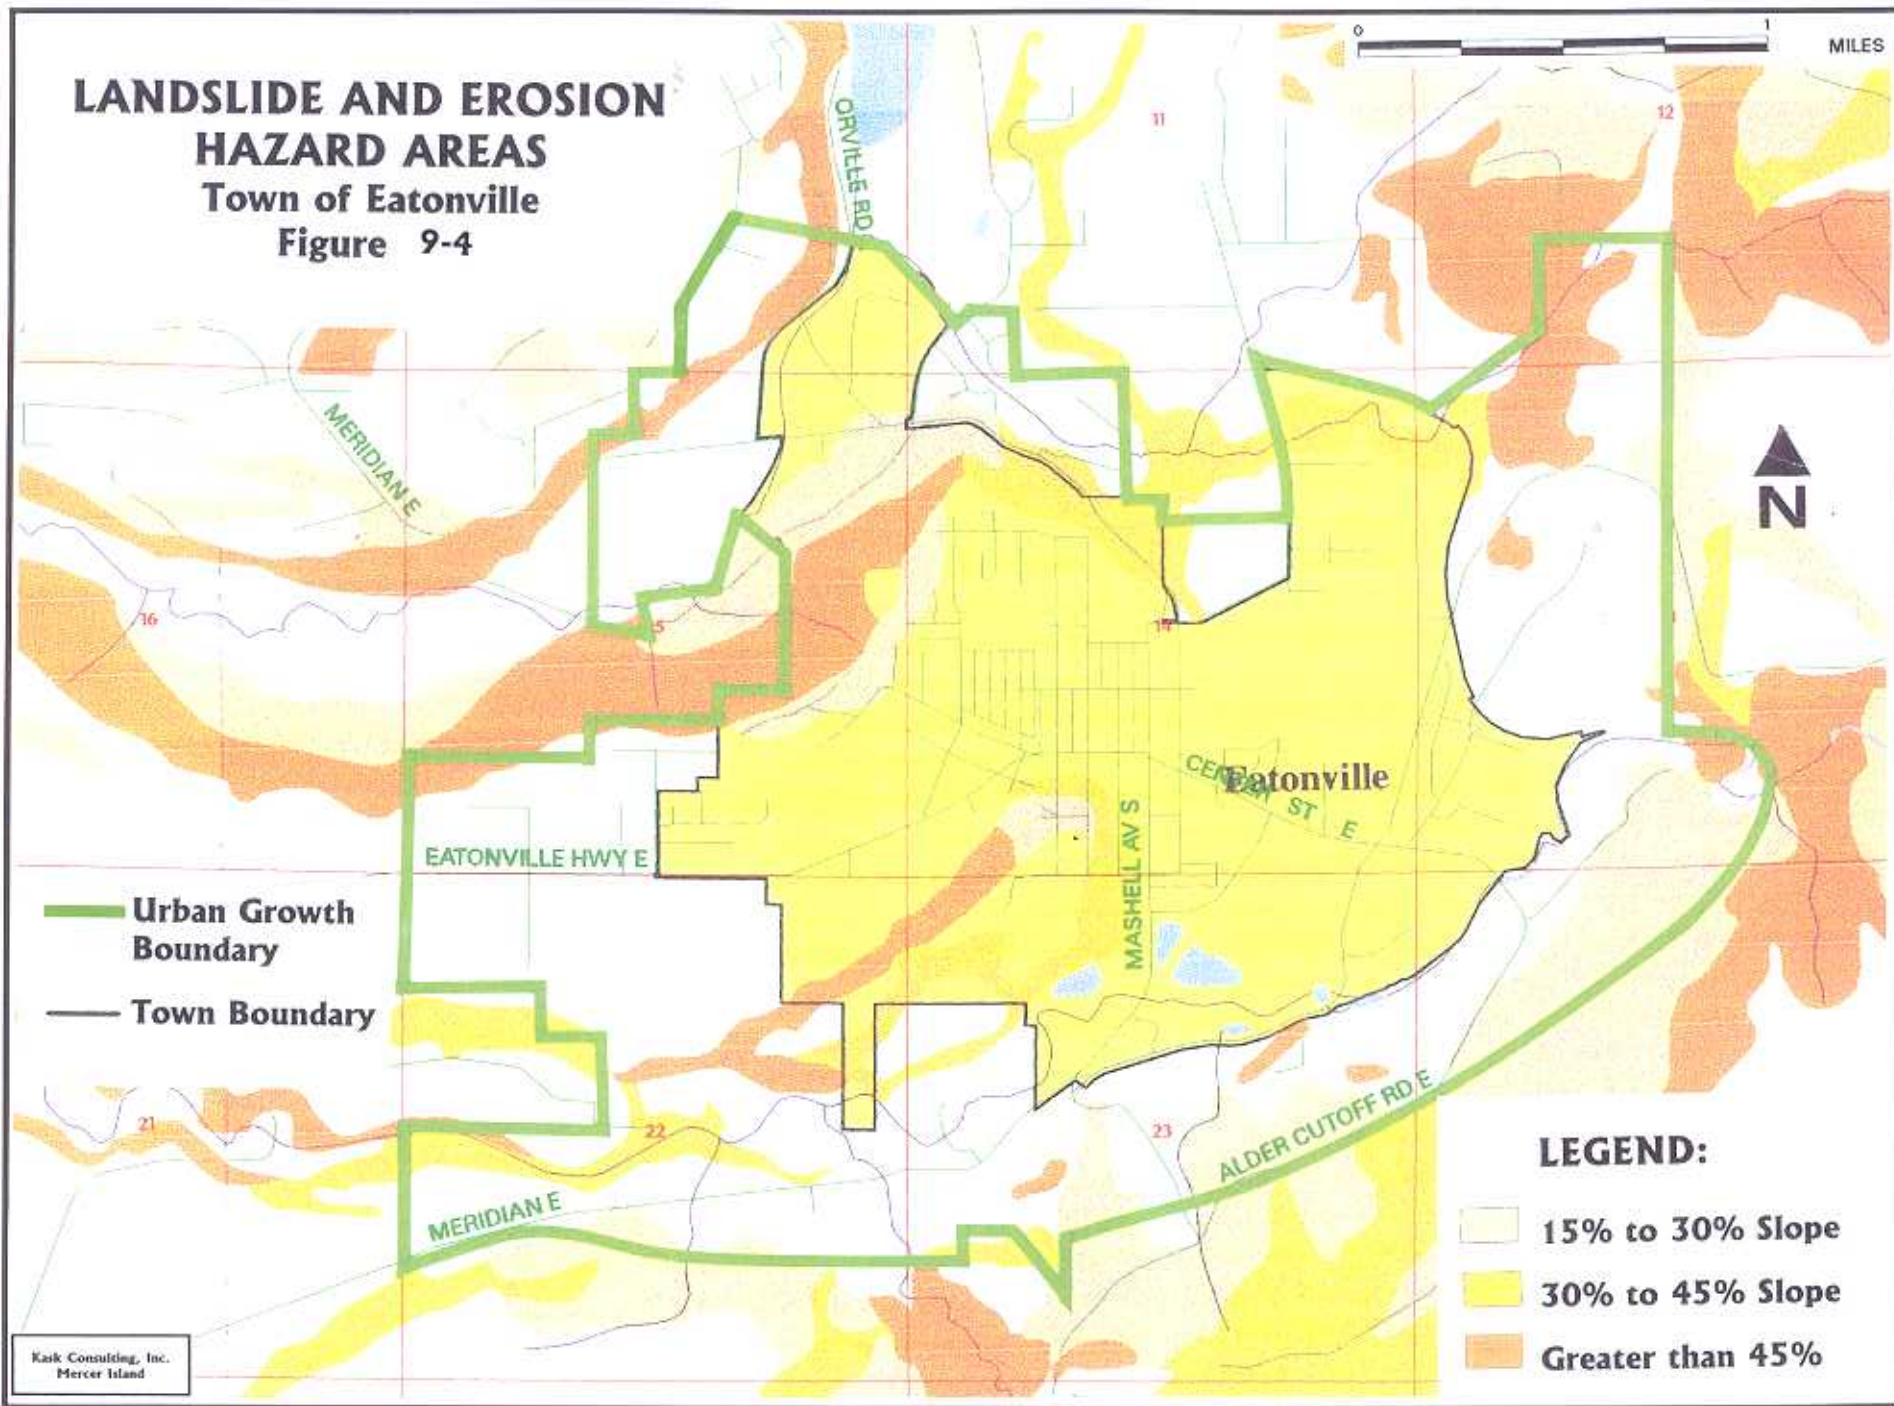 LANDSLIDE AND EROSION
HAZARD AREAS
Town of Eatonville
Figure 9-4
0
1
MILES
N
ORVILLE RD
11
12
MERIDIAN E
16
5
14
Eatonville
CENTER ST E
MASHELL AV S
EATONVILLE HWY E
Urban Growth
Boundary
Town Boundary
21
22
23
ALDER CUTOFF RD E
MERIDIAN E
LEGEND:
15% to 30% Slope
30% to 45% Slope
Greater than 45%
Kask Consulting, Inc.
Mercer Island